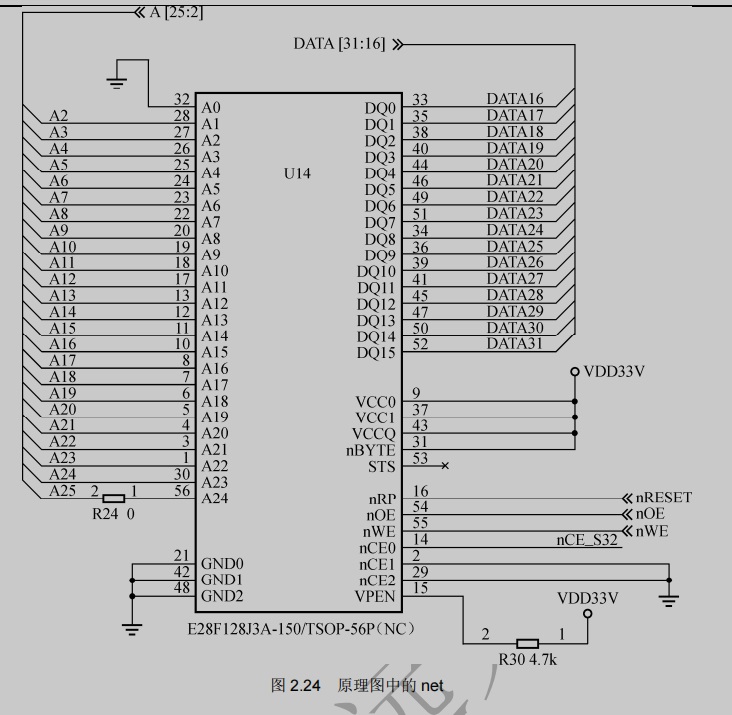 A [25:2]
DATA [31:16]
32 A0 DQ0 33 DATA16
A2 28 A1 DQ1 35 DATA17
A3 27 A2 DQ2 38 DATA18
A4 26 A3 DQ3 40 DATA19
A5 25 A4 DQ4 44 DATA20
A6 24 A5 DQ5 46 DATA21
A7 23 A6 DQ6 49 DATA22
A8 22 A7 DQ7 51 DATA23
A9 20 A8 DQ8 34 DATA24
A10 19 A9 DQ9 36 DATA25
A11 18 A10 DQ10 39 DATA26
A12 17 A11 DQ11 41 DATA27
A13 13 A12 DQ12 45 DATA28
A14 12 A13 DQ13 47 DATA29
A15 11 A14 DQ14 50 DATA30
A16 10 A15 DQ15 52 DATA31
U14
A17 8 A16
A18 7 A17
A19 6 A18 VCC0 9 VDD33V
A20 5 A19 VCC1 37
A21 4 A20 VCCQ 43
A22 3 A21 nBYTE 31
A23 1 A22 STS 53
A24 30 A23
A25 2 1 56 A24 nRP 16 nRESET
R24 0
nOE 54 nOE
nWE 55 nWE
nCE0 14 nCE_S32
21 GND0 nCE1 2
42 GND1 nCE2 29
48 GND2 VPEN 15
VDD33V
2 1
R30 4.7k
E28F128J3A-150/TSOP-56P（NC）
图 2.24 原理图中的 net